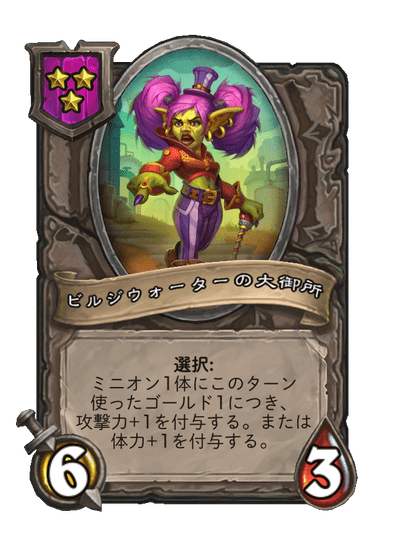 ビルジウォーターの大御所
選択:
ミニオン1体にこのターン
使ったゴールド1につき、
攻撃力+1を付与する。または
体力+1を付与する。
6
3